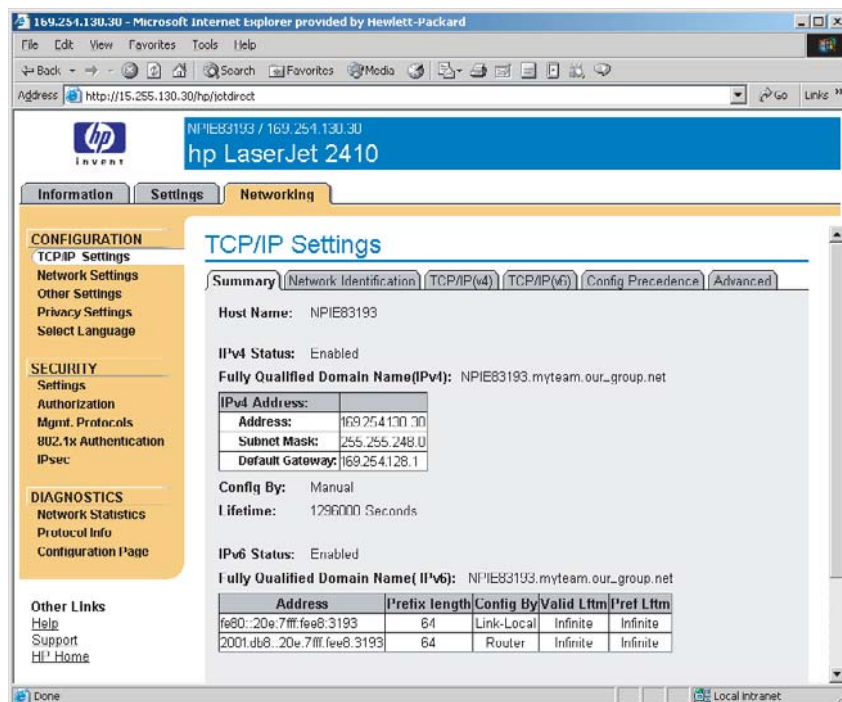 169.254.130.30 - Microsoft Internet Explorer provided by Hewlett-Packard
File Edit View Favorites Tools Help
Back Search Favorites Media
Address http://15.255.130.30/hp/jetdirect Go Links »
hp
invent
NPIE83193 / 169.254.130.30
hp LaserJet 2410
Information Settings Networking
CONFIGURATION
TCP/IP Settings
Network Settings
Other Settings
Privacy Settings
Select Language
SECURITY
Settings
Authorization
Mgmt. Protocols
802.1x Authentication
IPsec
DIAGNOSTICS
Network Statistics
Protocol Info
Configuration Page
Other Links
Help
Support
HP Home
TCP/IP Settings
Summary Network Identification TCP/IP(v4) TCP/IP(v6) Config Precedence Advanced
Host Name: NPIE83193
IPv4 Status: Enabled
Fully Qualified Domain Name(IPv4): NPIE83193.myteam.our_group.net
IPv4 Address:
Address: 169.254.130.30
Subnet Mask: 255.255.248.0
Default Gateway: 169.254.128.1
Config By: Manual
Lifetime: 1296000 Seconds
IPv6 Status: Enabled
Fully Qualified Domain Name( IPv6): NPIE83193.myteam.our_group.net
Address Prefix length Config By Valid Lftm Pref Lftm
fe80::20e:7fff:fee8:3193 64 Link-Local Infinite Infinite
2001:db8::20e:7fff:fee8:3193 64 Router Infinite Infinite
Done Local intranet